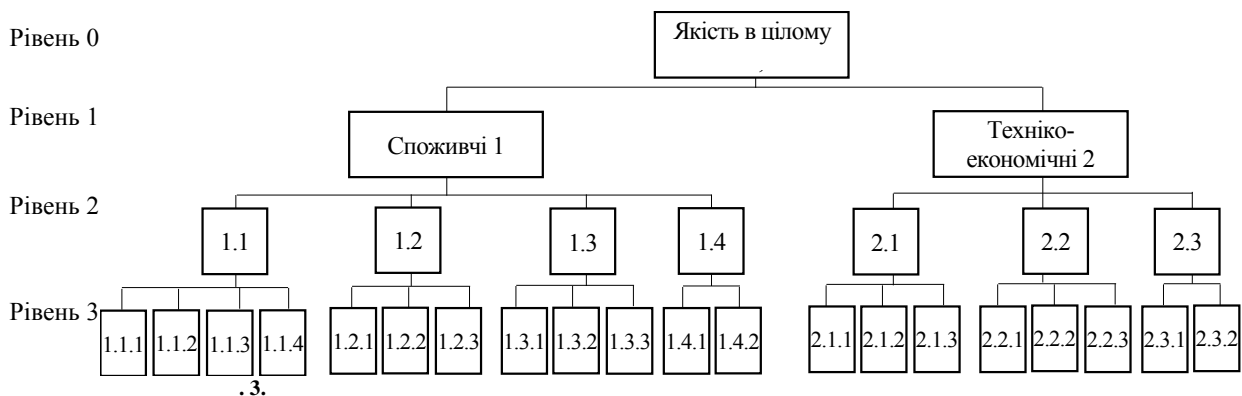 Рівень 0
Якість в цілому
Рівень 1
Споживчі 1
Техніко-
економічні 2
Рівень 2
1.1 1.2 1.3 1.4 2.1 2.2 2.3
Рівень 3
1.1.1 1.1.2 1.1.3 1.1.4 1.2.1 1.2.2 1.2.3 1.3.1 1.3.2 1.3.3 1.4.1 1.4.2 2.1.1 2.1.2 2.1.3 2.2.1 2.2.2 2.2.3 2.3.1 2.3.2
. 3.